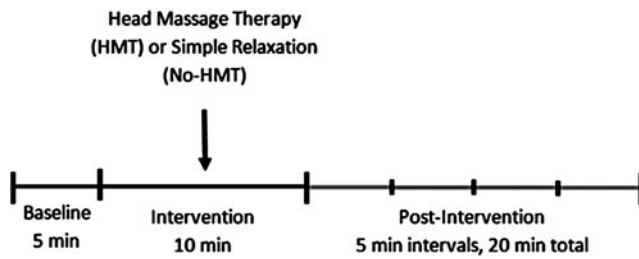 Head Massage Therapy
(HMT) or Simple Relaxation
(No-HMT)
Baseline
5 min
Intervention
10 min
Post-Intervention
5 min intervals, 20 min total